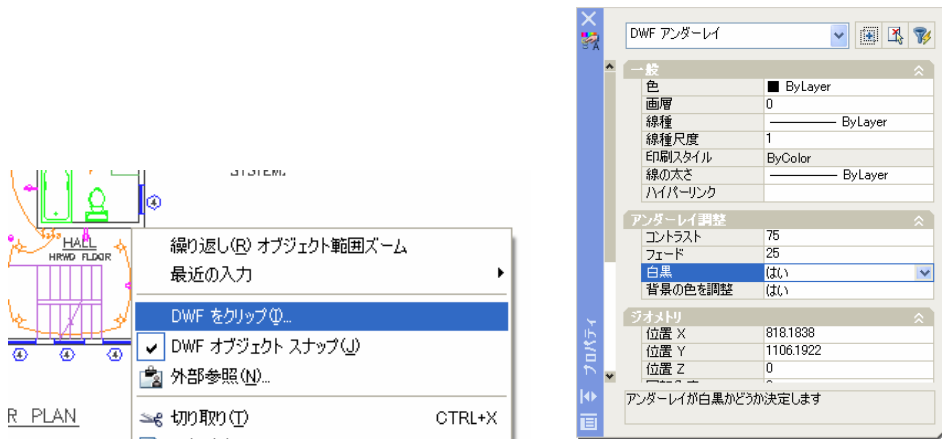 SYSTEMS
HALL
HRWD FLOOR
4
4
4
4
R PLAN
繰り返し(R) オブジェクト範囲ズーム
最近の入力
DWF をクリップ(I)...
DWF オブジェクト スナップ(J)
外部参照(N)...
切り取り(T) CTRL+X
DWF アンダーレイ
一般
色 ByLayer
画層 0
線種 ByLayer
線種尺度 1
印刷スタイル ByColor
線の太さ ByLayer
ハイパーリンク
アンダーレイ調整
コントラスト 75
フェード 25
白黒 はい
背景の色を調整 はい
ジオメトリ
位置 X 818.1838
位置 Y 1106.1922
位置 Z 0
プロパティ
アンダーレイが白黒かどうか決定します